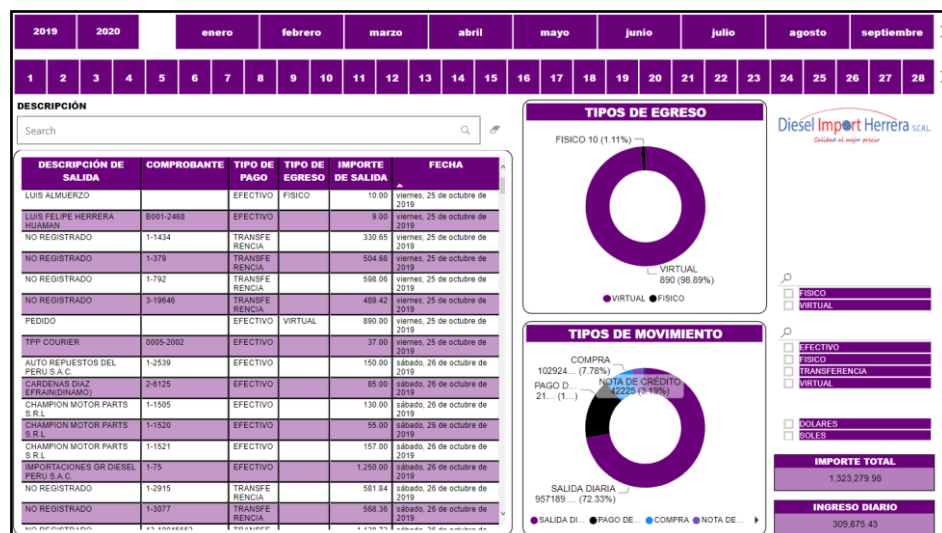 2019 2020 enero febrero marzo abril mayo junio julio agosto septiembre
1 2 3 4 5 6 7 8 9 10 11 12 13 14 15 16 17 18 19 20 21 22 23 24 25 26 27 28
DESCRIPCIÓN
Search
DESCRIPCIÓN DE SALIDA COMPROBANTE TIPO DE PAGO TIPO DE EGRESO IMPORTE DE SALIDA FECHA
LUIS ALMUERZO EFECTIVO FISICO 10.00 viernes, 25 de octubre de 2019
LUIS FELIPE HERRERA HUAMAN B001-2468 EFECTIVO 9.00 viernes, 25 de octubre de 2019
NO REGISTRADO 1-1434 TRANSFERENCIA 330.65 viernes, 25 de octubre de 2019
NO REGISTRADO 1-379 TRANSFERENCIA 504.68 viernes, 25 de octubre de 2019
NO REGISTRADO 1-792 TRANSFERENCIA 598.06 viernes, 25 de octubre de 2019
NO REGISTRADO 3-19646 TRANSFERENCIA 489.42 viernes, 25 de octubre de 2019
PEDIDO EFECTIVO VIRTUAL 890.00 viernes, 25 de octubre de 2019
TPP COURIER 0005-2002 EFECTIVO 37.00 viernes, 25 de octubre de 2019
AUTO REPUESTOS DEL PERU S.A.C. 1-2539 EFECTIVO 150.00 sábado, 26 de octubre de 2019
CARDENAS DIAZ EFRAIN(DINAMO) 2-6125 EFECTIVO 85.00 sábado, 26 de octubre de 2019
CHAMPION MOTOR PARTS S.R.L 1-1505 EFECTIVO 130.00 sábado, 26 de octubre de 2019
CHAMPION MOTOR PARTS S.R.L 1-1520 EFECTIVO 55.00 sábado, 26 de octubre de 2019
CHAMPION MOTOR PARTS S.R.L 1-1521 EFECTIVO 157.00 sábado, 26 de octubre de 2019
IMPORTACIONES GR DIESEL PERU S.A.C. 1-75 EFECTIVO 1,250.00 sábado, 26 de octubre de 2019
NO REGISTRADO 1-2915 TRANSFERENCIA 581.84 sábado, 26 de octubre de 2019
NO REGISTRADO 1-3077 TRANSFERENCIA 568.36 sábado, 26 de octubre de 2019
TIPOS DE EGRESO
FISICO 10 (1.11%)
VIRTUAL
890 (98.89%)
VIRTUAL FISICO
TIPOS DE MOVIMIENTO
COMPRA
102924... (7.78%)
PAGO D...
21... (1...)
NOTA DE CRÉDITO
42225 (3.19%)
SALIDA DIARIA
957189.... (72.33%)
SALIDA DI... PAGO DE... COMPRA NOTA DE...
Diesel Import Herrera S.C.R.L.
Calidad al mejor precio
FISICO
VIRTUAL
EFECTIVO
FISICO
TRANSFERENCIA
VIRTUAL
DOLARES
SOLES
IMPORTE TOTAL
1,323,279.98
INGRESO DIARIO
309,875.43